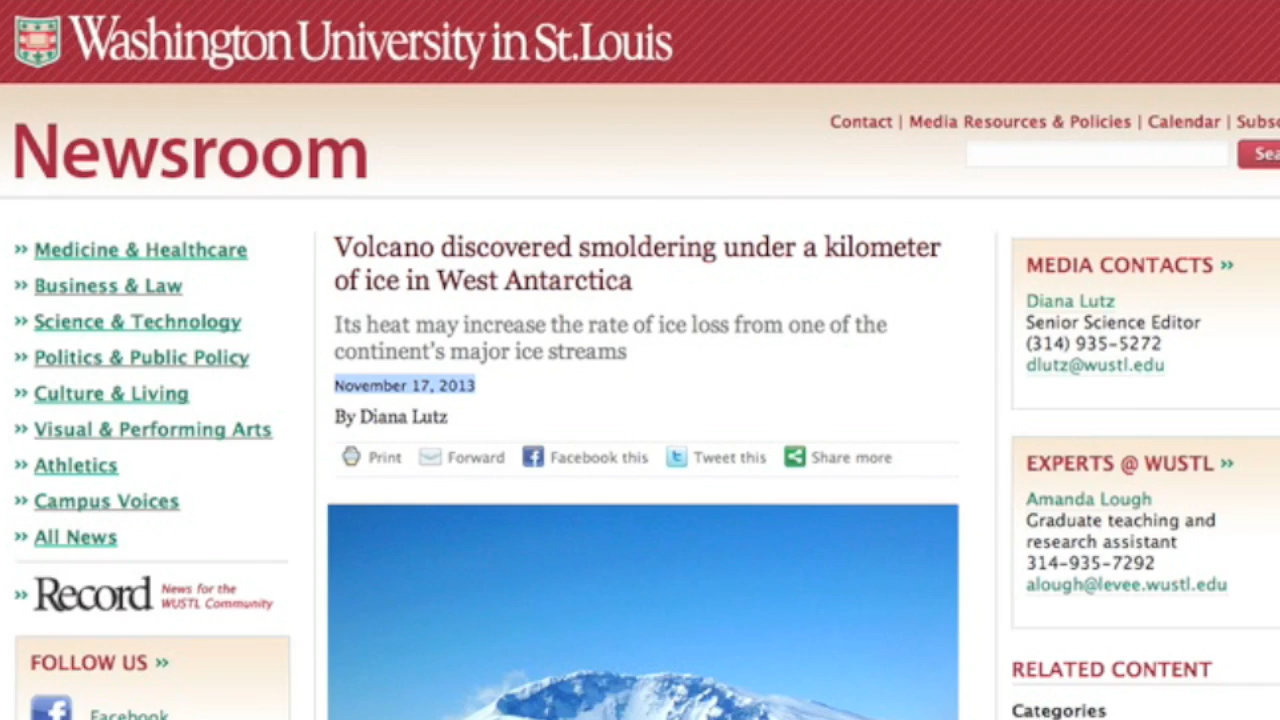 Washington University in St.Louis
Newsroom
Contact | Media Resources & Policies | Calendar |
» Medicine & Healthcare
» Business & Law
» Science & Technology
» Politics & Public Policy
» Culture & Living
» Visual & Performing Arts
» Athletics
» Campus Voices
» All News
» Record News for the
WUSTL Community
FOLLOW US »
Facebook
Volcano discovered smoldering under a kilometer
of ice in West Antarctica
Its heat may increase the rate of ice loss from one of the
continent's major ice streams
November 17, 2013
By Diana Lutz
Print Forward Facebook this Tweet this Share more
MEDIA CONTACTS »
Diana Lutz
Senior Science Editor
(314) 935-5272
dlutz@wustl.edu
EXPERTS @ WUSTL »
Amanda Lough
Graduate teaching and
research assistant
314-935-7292
alough@levee.wustl.edu
RELATED CONTENT
Categories